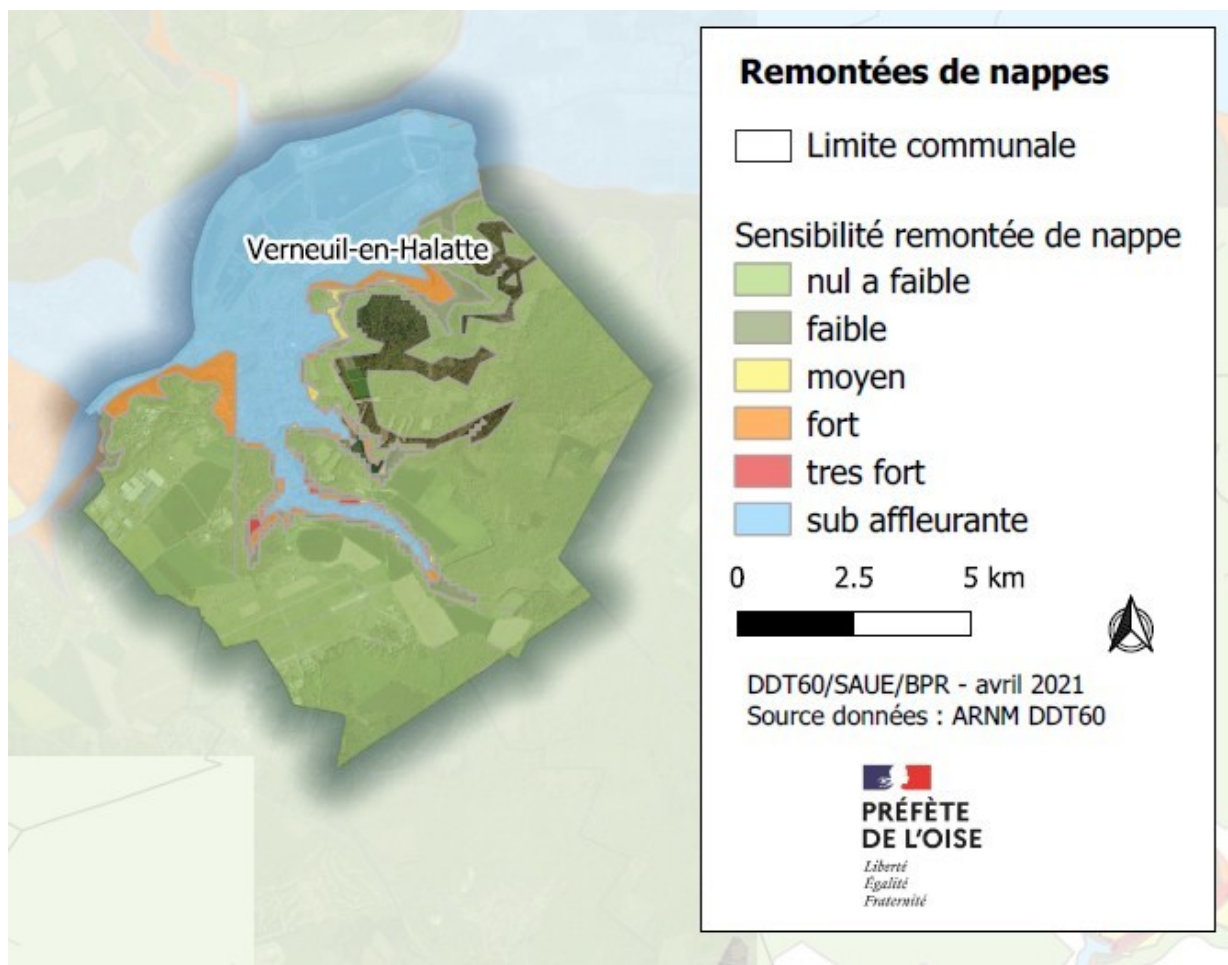 Verneuil-en-Halatte
Remontées de nappes
Limite communale
Sensibilité remontée de nappe
nul a faible
faible
moyen
fort
tres fort
sub affleurante
0 2.5 5 km
DDT60/SAUE/BPR - avril 2021
Source données : ARNM DDT60
PRÉFÈTE
DE L'OISE
Liberté
Égalité
Fraternité